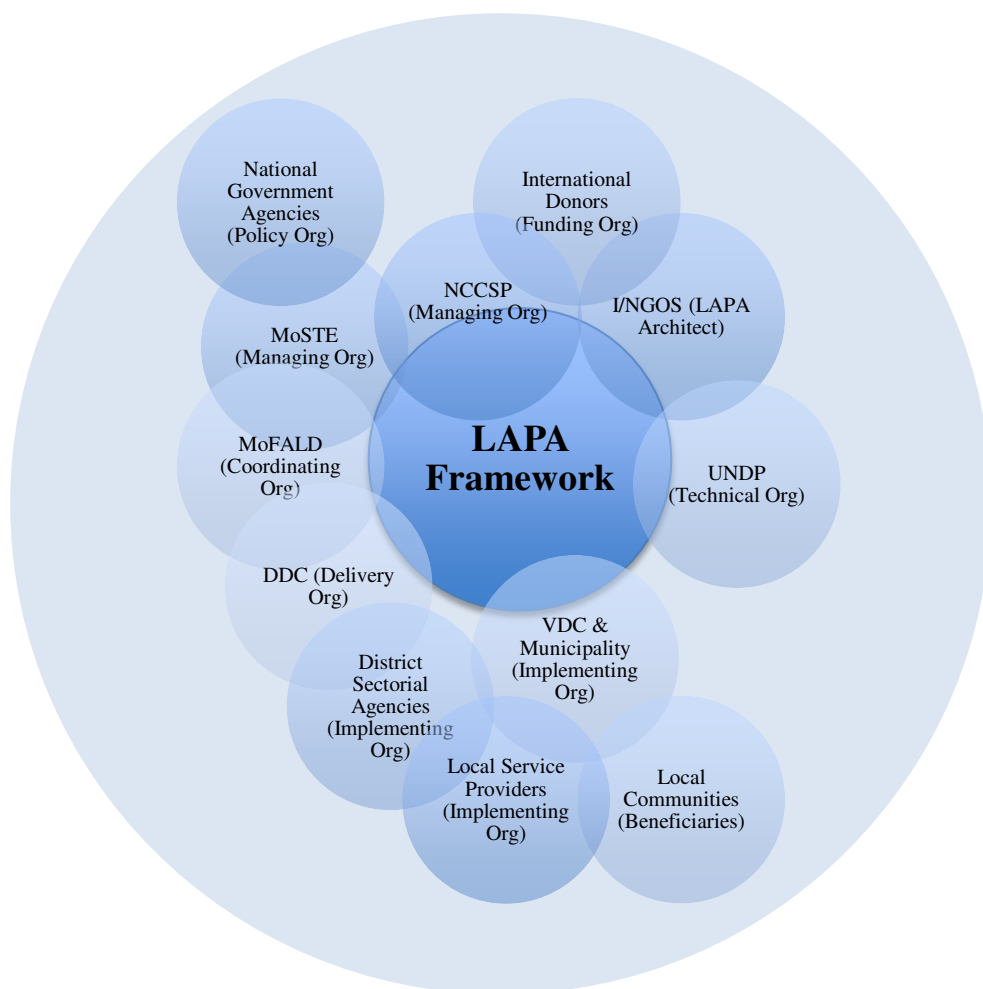 National
Government
Agencies
(Policy Org)
International
Donors
(Funding Org)
NCCSP
(Managing Org)
I/NGOS (LAPA
Architect)
MoSTE
(Managing Org)
LAPA
Framework
MoFALD
(Coordinating
Org)
UNDP
(Technical Org)
DDC (Delivery
Org)
VDC &
Municipality
(Implementing
Org)
District
Sectorial
Agencies
(Implementing
Org)
Local Service
Providers
(Implementing
Org)
Local
Communities
(Beneficiaries)